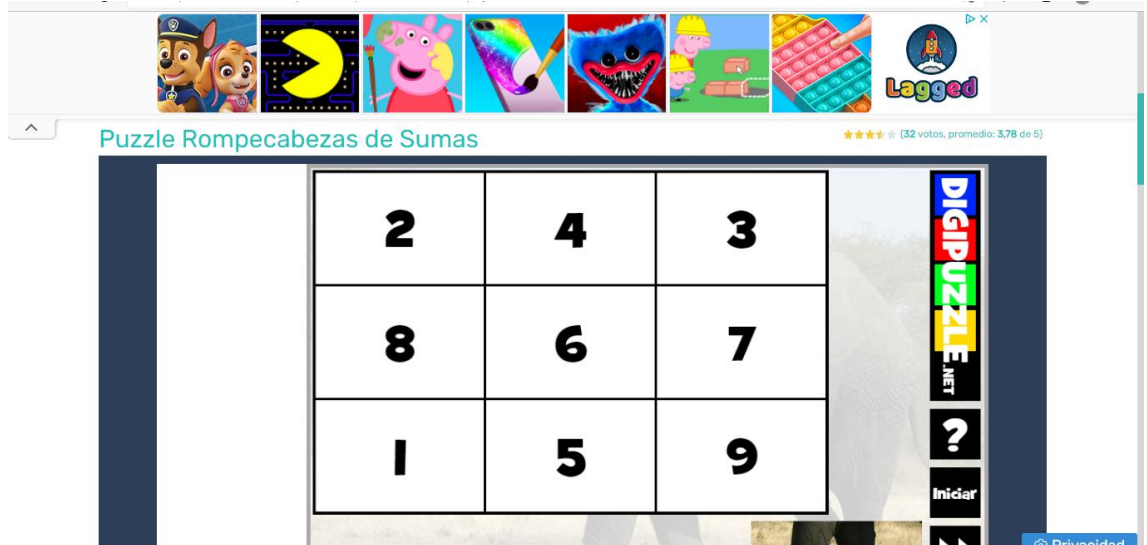 Lagged
Puzzle Rompecabezas de Sumas
(32 votos, promedio: 3,78 de 5)
2 4 3
8 6 7
1 5 9
DIGIPUZZLE.NET
?
Iniciar
Privacidad